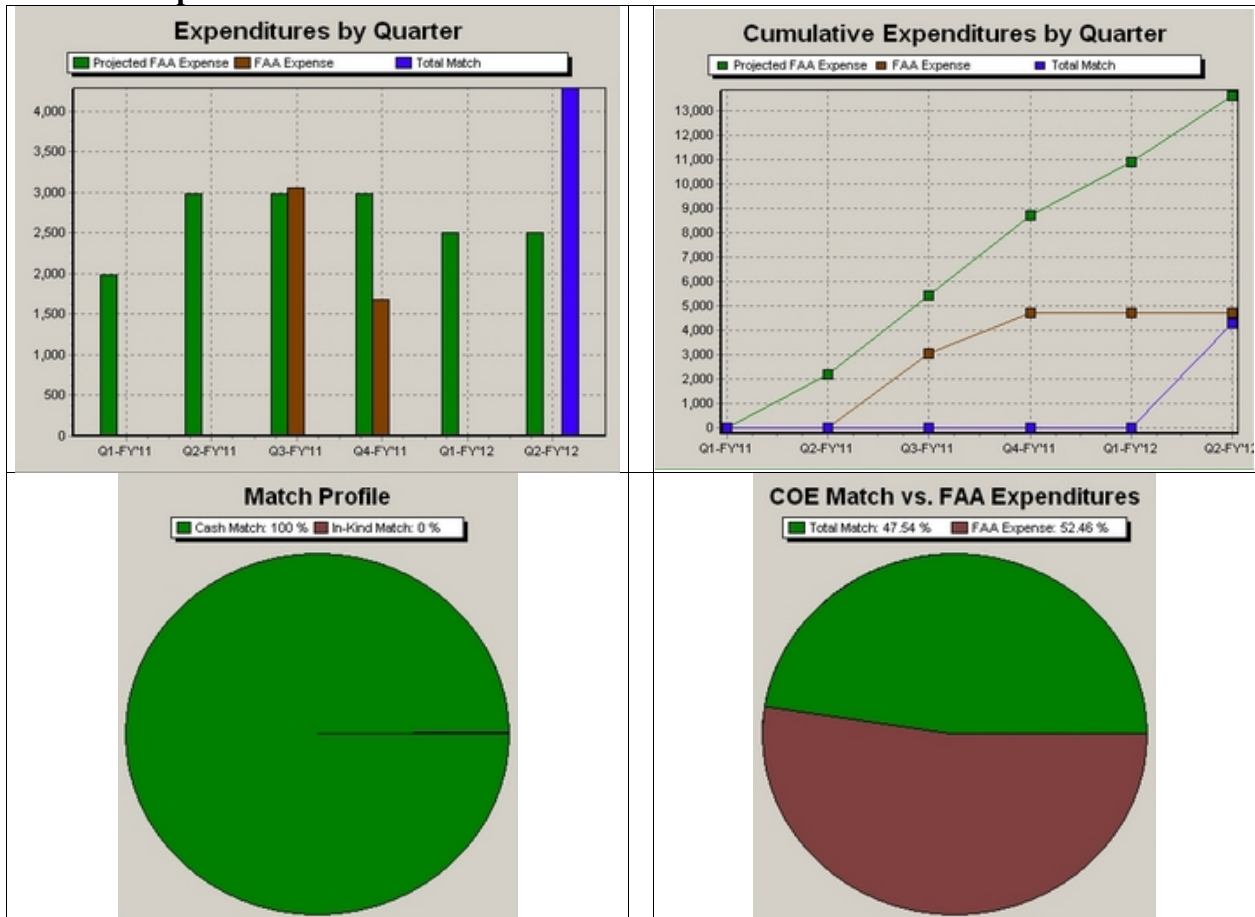 Expenditures by Quarter
Projected FAA Expense FAA Expense Total Match
4,000
3,500
3,000
2,500
2,000
1,500
1,000
500
0
Q1-FY'11 Q2-FY'11 Q3-FY'11 Q4-FY'11 Q1-FY'12 Q2-FY'12
Cumulative Expenditures by Quarter
Projected FAA Expense FAA Expense Total Match
13,000
12,000
11,000
10,000
9,000
8,000
7,000
6,000
5,000
4,000
3,000
2,000
1,000
0
Q1-FY'11 Q2-FY'11 Q3-FY'11 Q4-FY'11 Q1-FY'12 Q2-FY'12
Match Profile
Cash Match: 100 % In-Kind Match: 0 %
COE Match vs. FAA Expenditures
Total Match: 47.54 % FAA Expense: 52.46 %